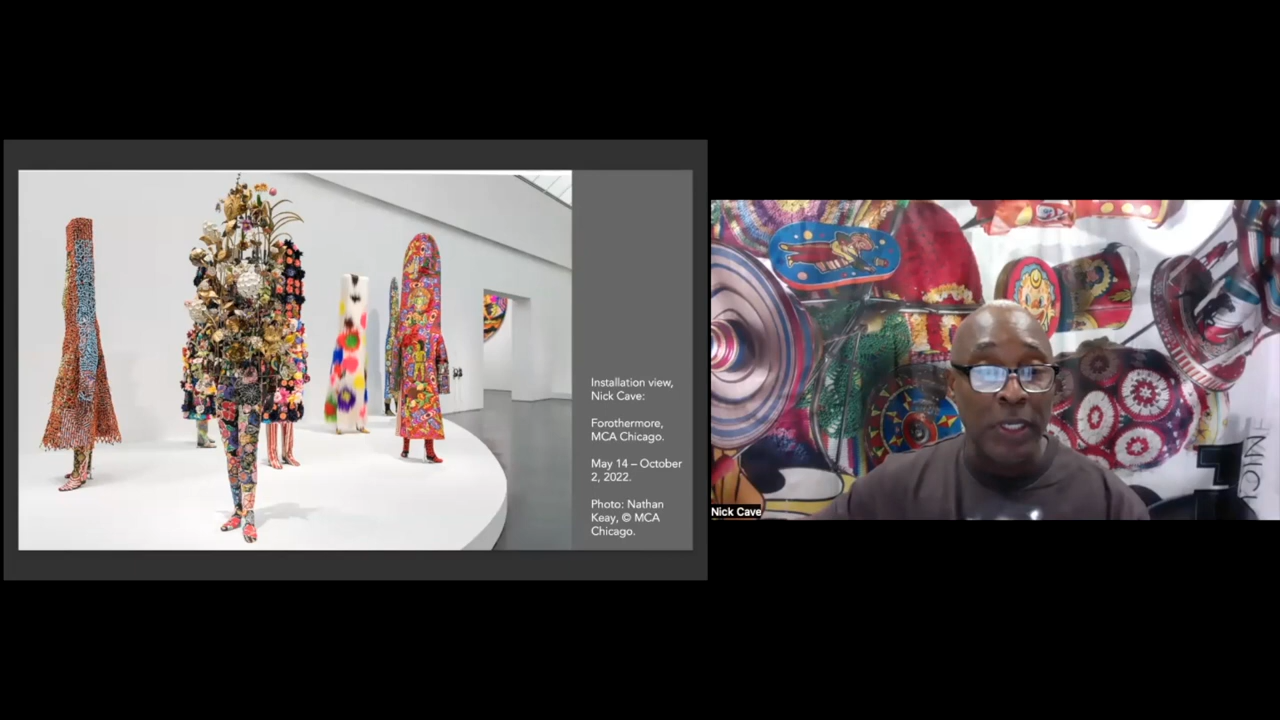 Installation view,
Nick Cave:
Forothermore,
MCA Chicago.
May 14 – October
2, 2022.
Photo: Nathan
Keay, © MCA
Chicago.
Nick Cave